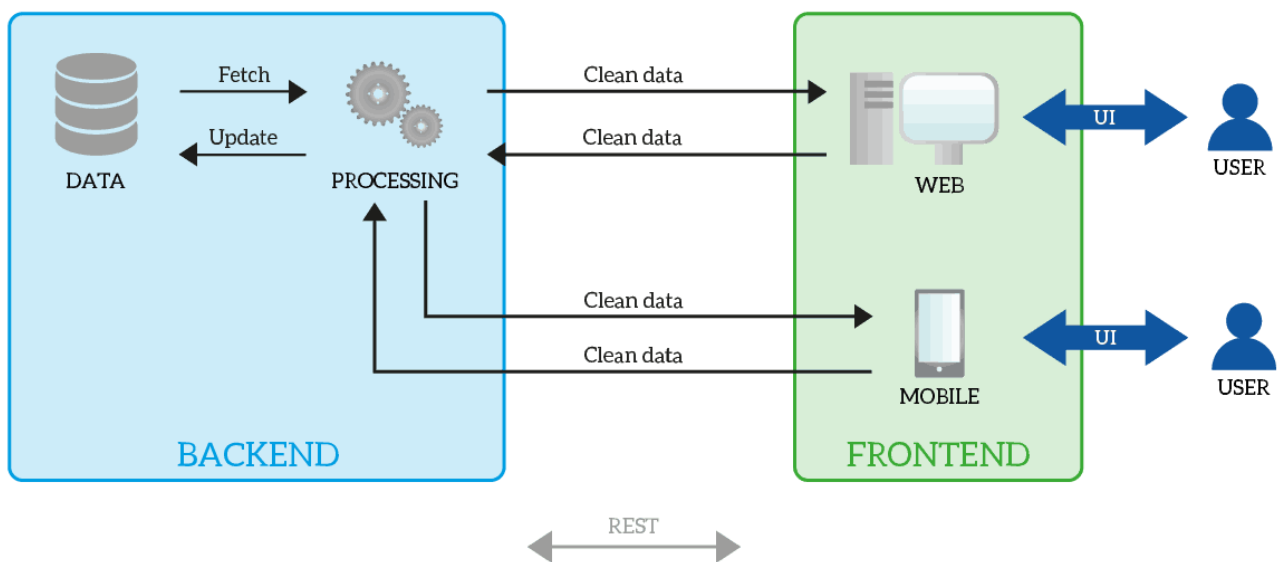 Fetch
Update
DATA
PROCESSING
Clean data
Clean data
WEB
UI
USER
Clean data
Clean data
MOBILE
UI
USER
BACKEND
FRONTEND
REST